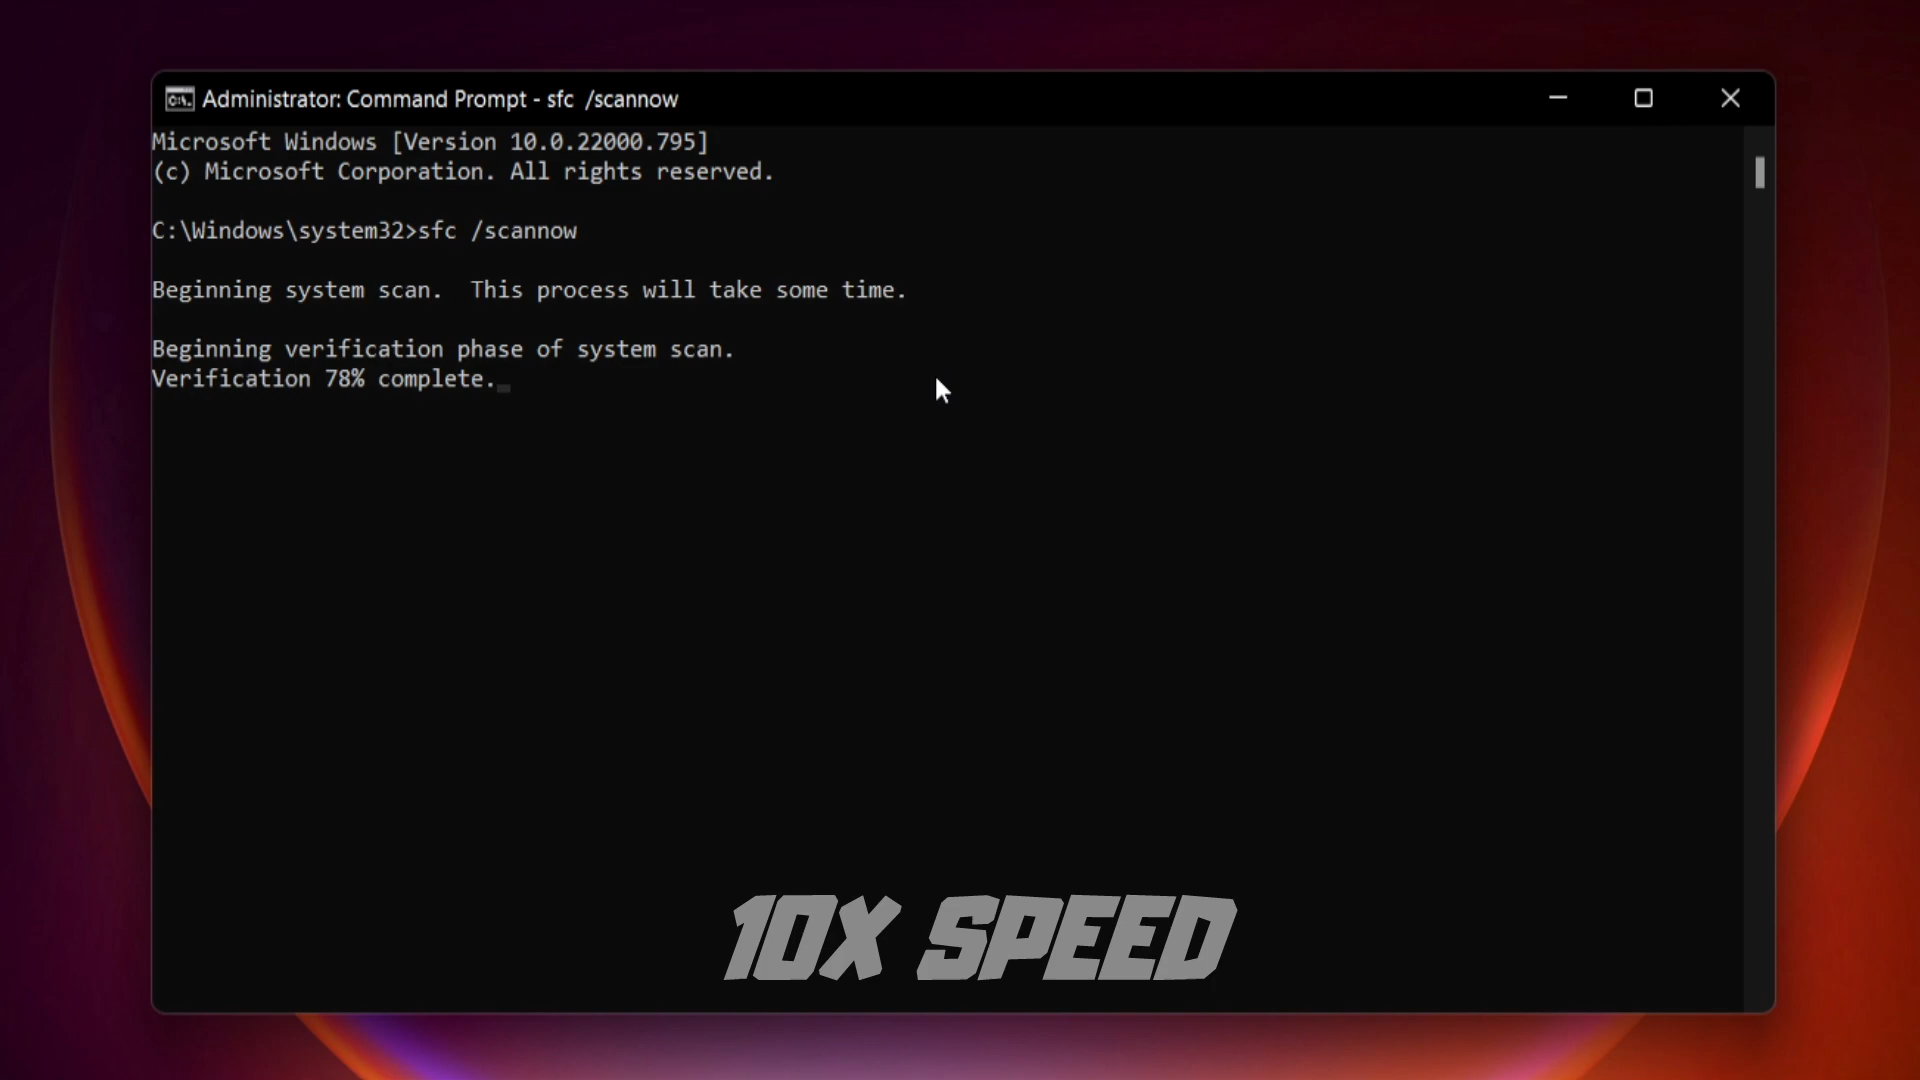 Administrator: Command Prompt - sfc  /scannow
Microsoft Windows [Version 10.0.22000.795]
(c) Microsoft Corporation. All rights reserved.
C:\Windows\system32>sfc /scannow
Beginning system scan.  This process will take some time.
Beginning verification phase of system scan.
Verification 78% complete.
10X SPEED